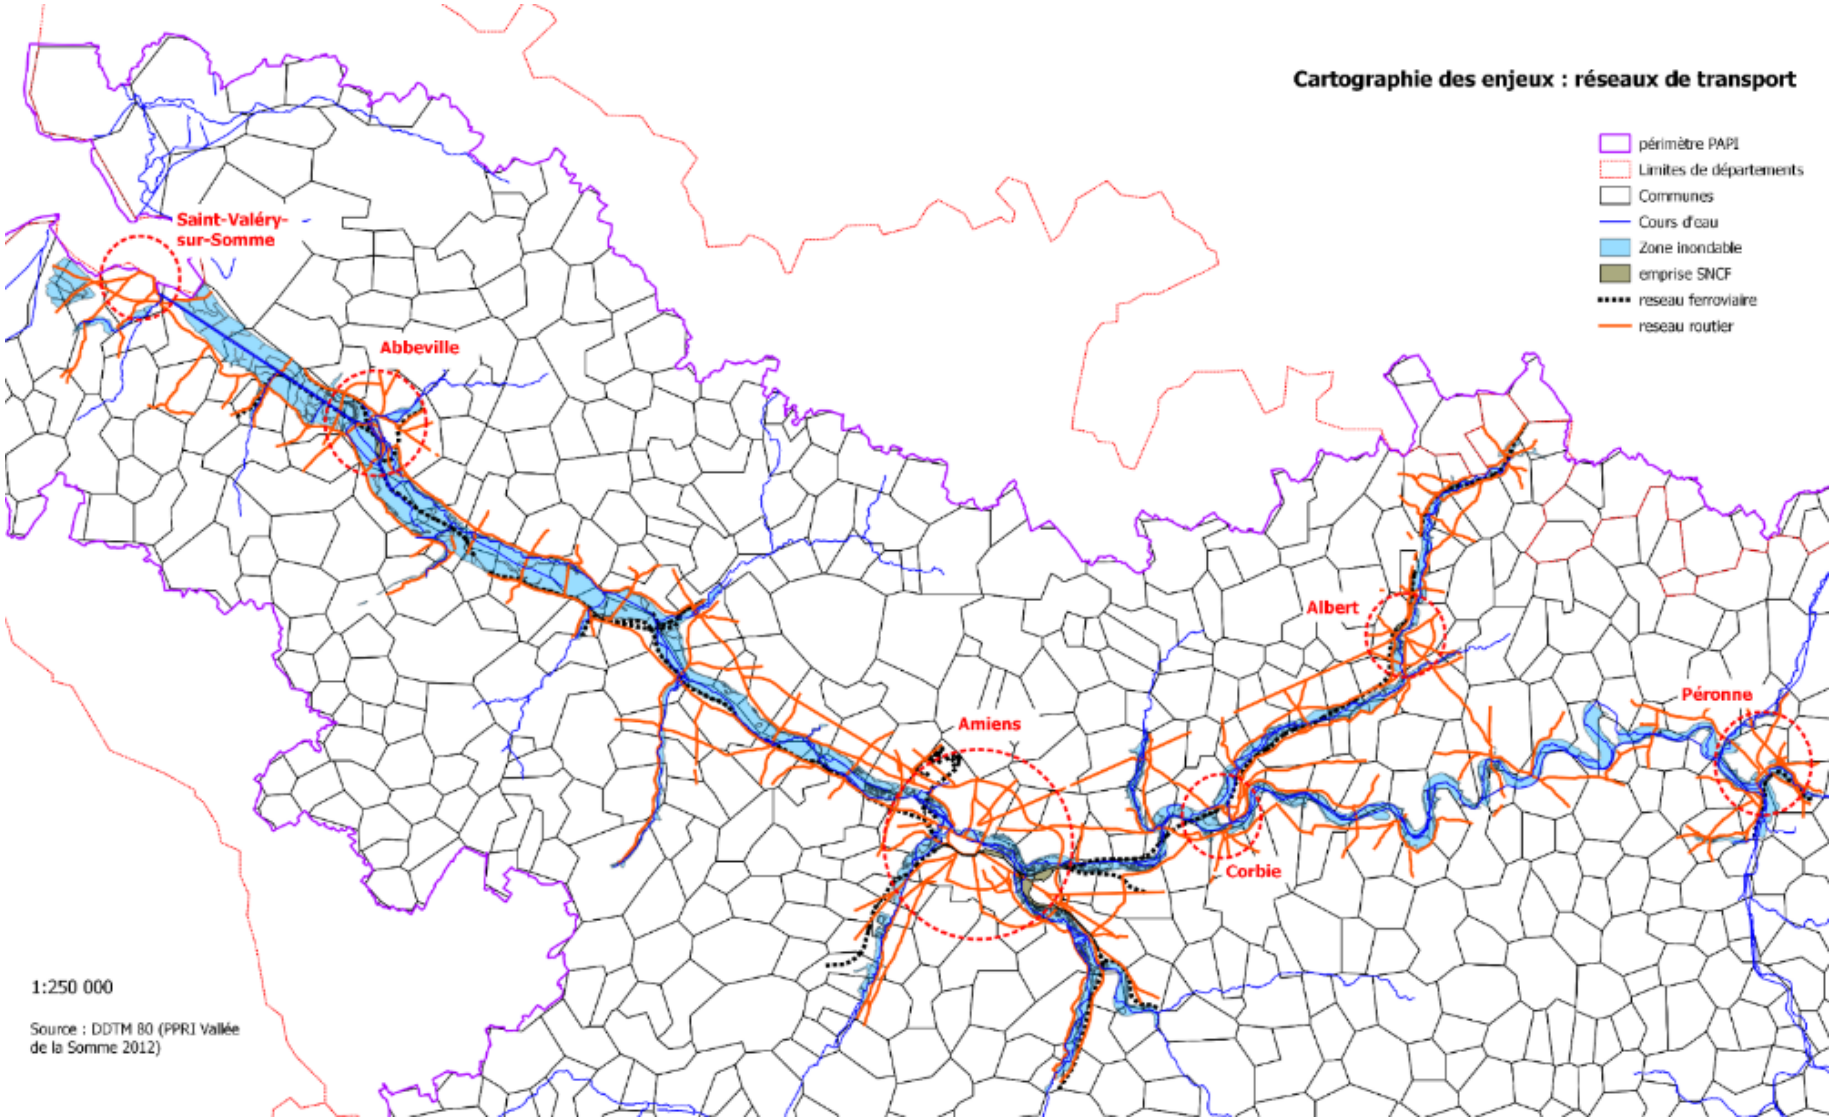 Cartographie des enjeux : réseaux de transport
périmètre PAPI
Limites de départements
Communes
Cours d'eau
Zone inondable
emprise SNCF
reseau ferroviaire
reseau routier
Saint-Valéry-
sur-Somme
Abbeville
Albert
Péronne
Amiens
Corbie
1:250 000
Source : DDTM 80 (PPRI Vallée
de la Somme 2012)